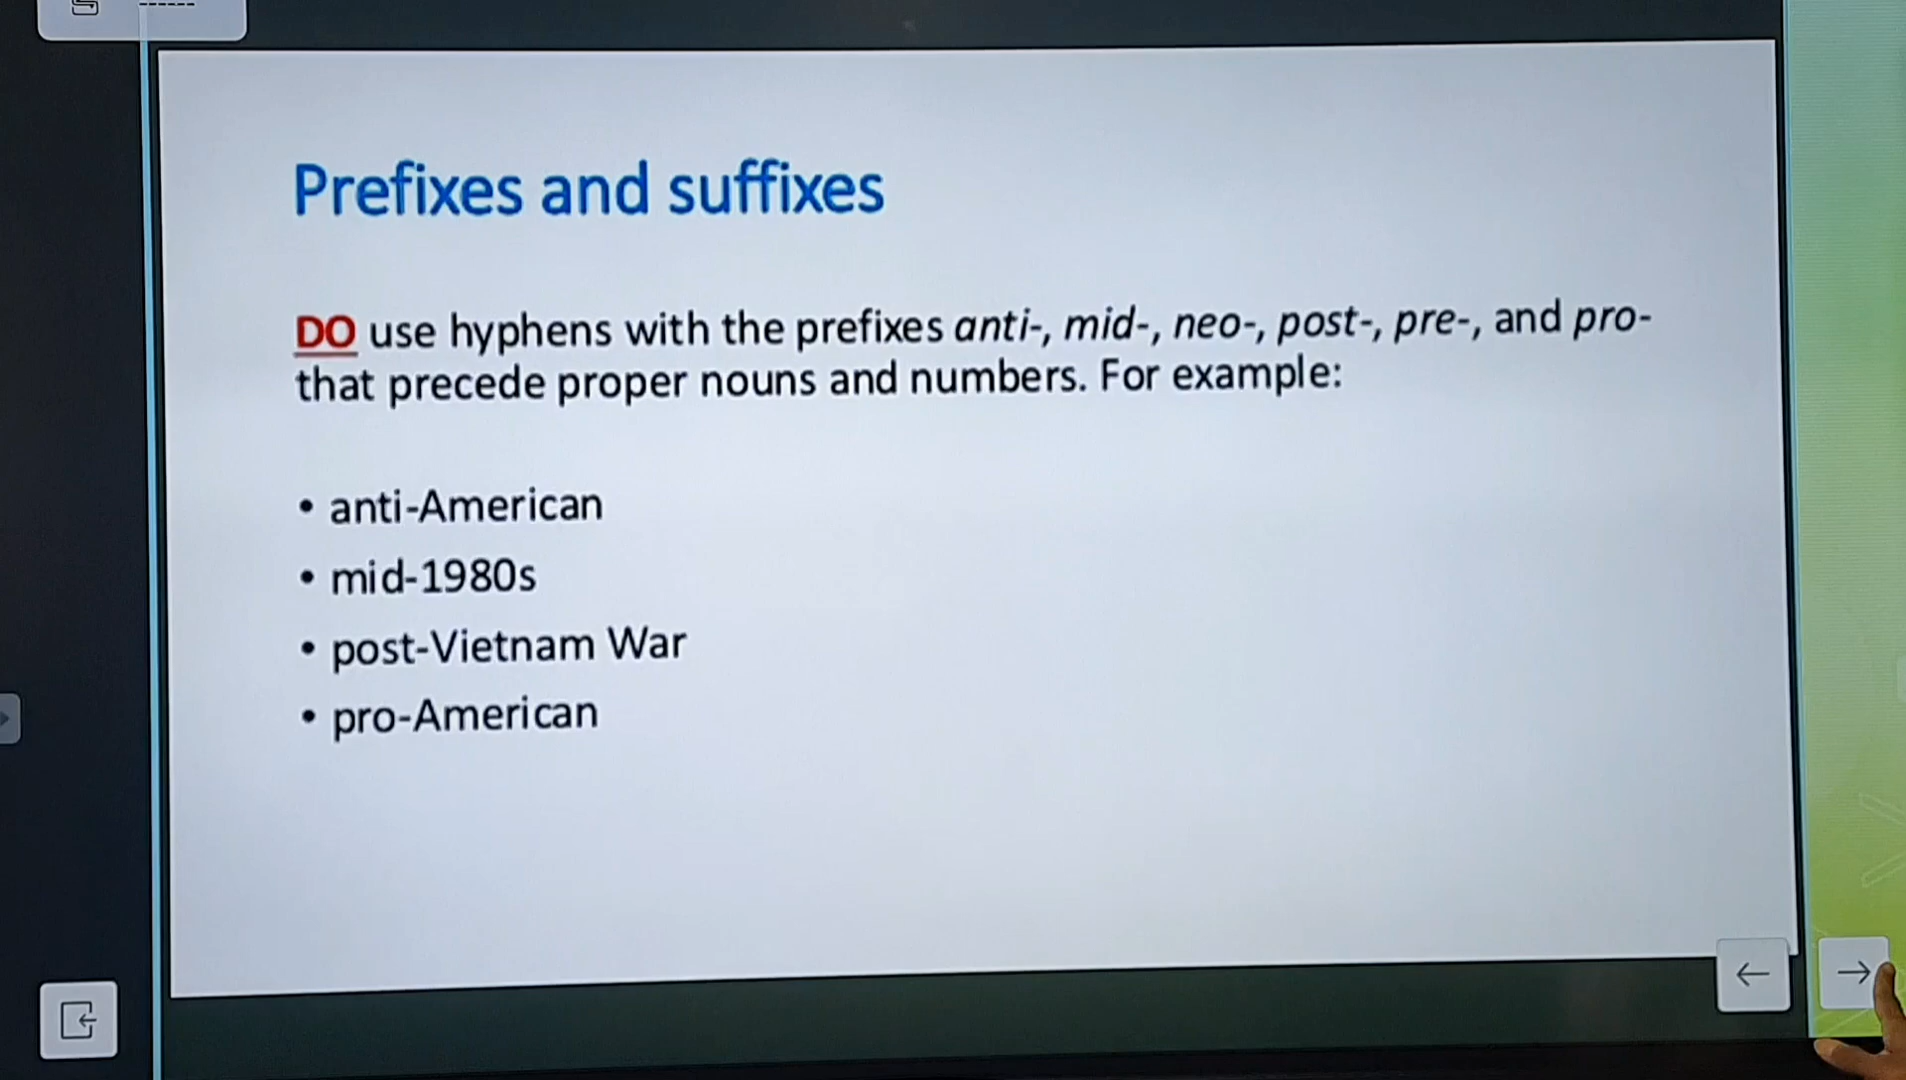 Prefixes and suffixes
DO use hyphens with the prefixes anti-, mid-, neo-, post-, pre-, and pro-
that precede proper nouns and numbers. For example:
• anti-American
• mid-1980s
• post-Vietnam War
• pro-American